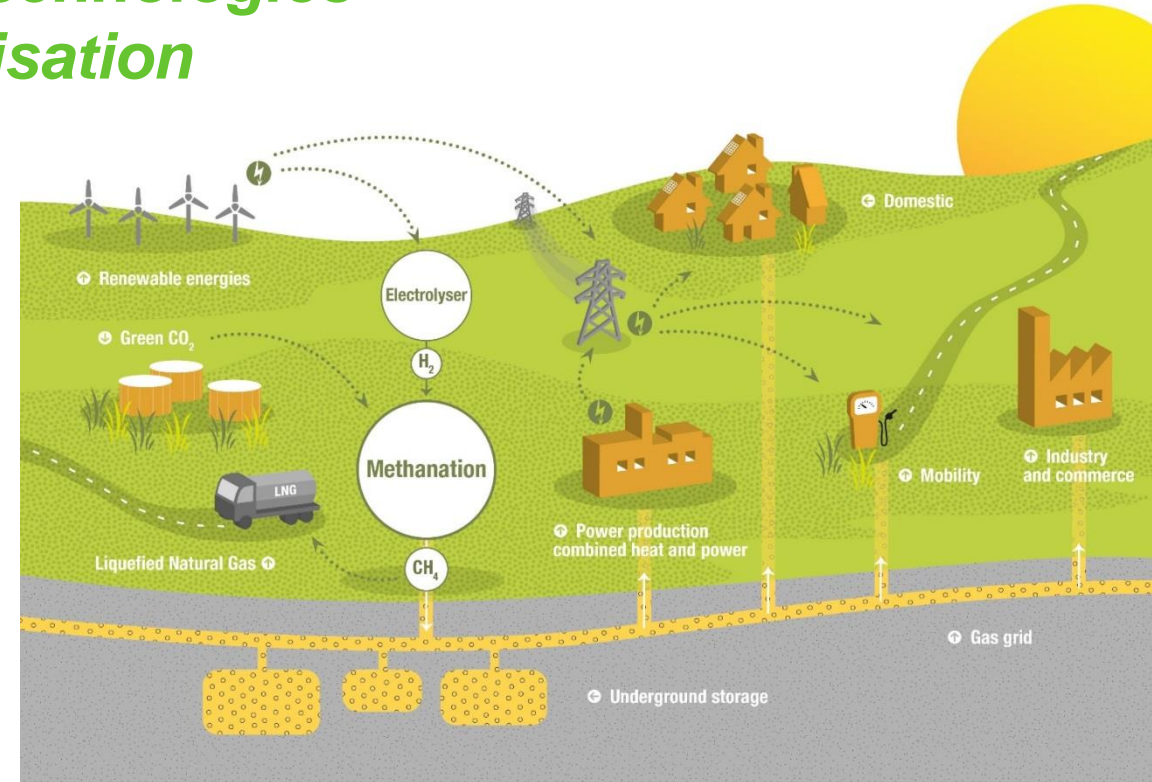 isation
Renewable energies
Domestic
Electrolyser
Green CO₂
H₂
Methanation
LNG
Mobility
Industry
and commerce
Power production
combined heat and power
Liquefied Natural Gas
CH₄
Gas grid
Underground storage